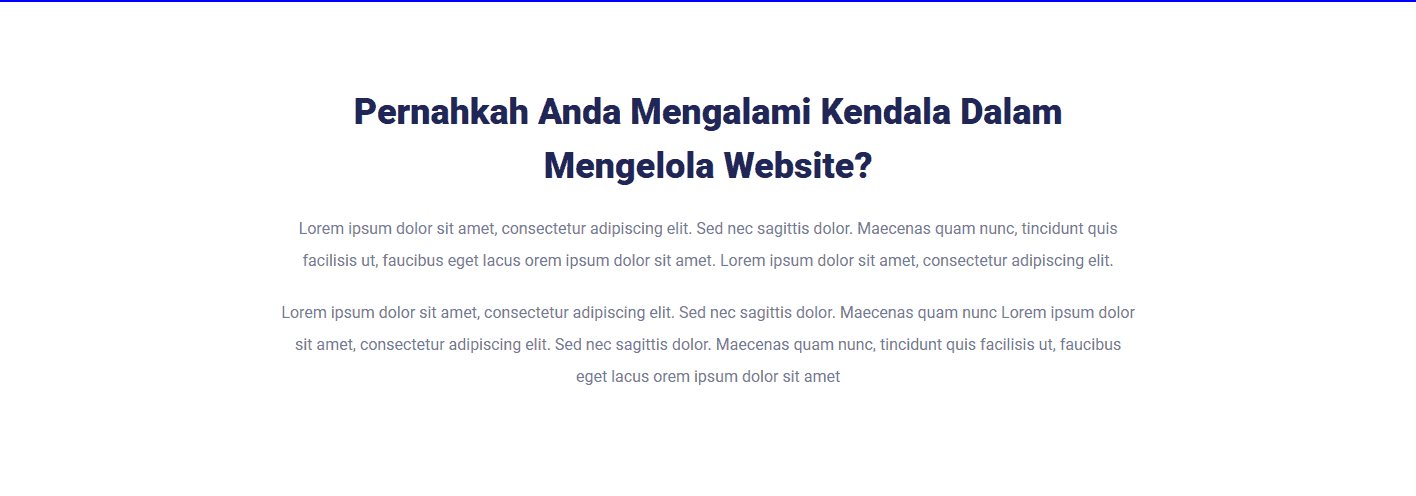 Pernahkah Anda Mengalami Kendala Dalam
Mengelola Website?
Lorem ipsum dolor sit amet, consectetur adipiscing elit. Sed nec sagittis dolor. Maecenas quam nunc, tincidunt quis
facilisis ut, faucibus eget lacus orem ipsum dolor sit amet. Lorem ipsum dolor sit amet, consectetur adipiscing elit.
Lorem ipsum dolor sit amet, consectetur adipiscing elit. Sed nec sagittis dolor. Maecenas quam nunc Lorem ipsum dolor
sit amet, consectetur adipiscing elit. Sed nec sagittis dolor. Maecenas quam nunc, tincidunt quis facilisis ut, faucibus
eget lacus orem ipsum dolor sit amet